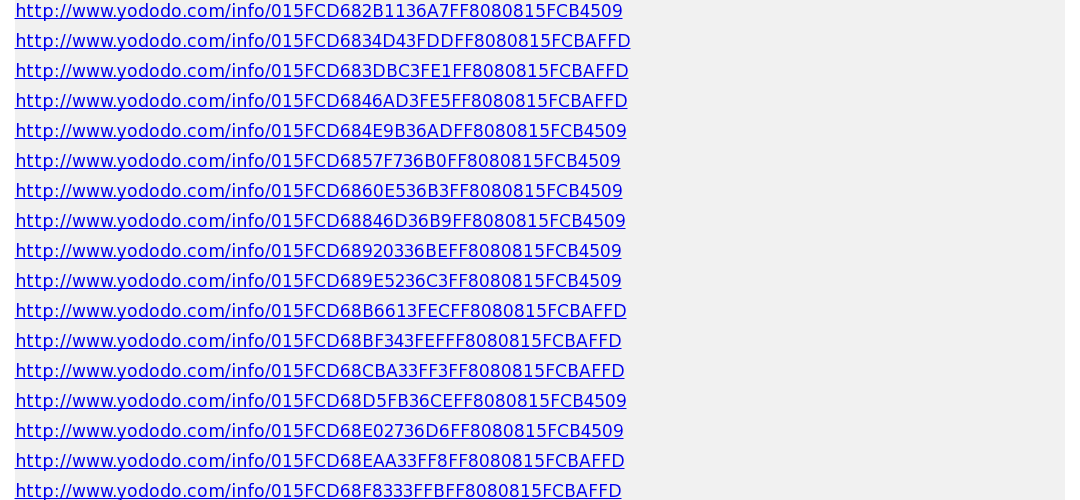 http://www.yododo.com/info/015FCD682B1136A7FF8080815FCB4509
http://www.yododo.com/info/015FCD6834D43FDDFF8080815FCBAFFD
http://www.yododo.com/info/015FCD683DBC3FE1FF8080815FCBAFFD
http://www.yododo.com/info/015FCD6846AD3FE5FF8080815FCBAFFD
http://www.yododo.com/info/015FCD684E9B36ADFF8080815FCB4509
http://www.yododo.com/info/015FCD6857F736B0FF8080815FCB4509
http://www.yododo.com/info/015FCD6860E536B3FF8080815FCB4509
http://www.yododo.com/info/015FCD68846D36B9FF8080815FCB4509
http://www.yododo.com/info/015FCD68920336BEFF8080815FCB4509
http://www.yododo.com/info/015FCD689E5236C3FF8080815FCB4509
http://www.yododo.com/info/015FCD68B6613FECFF8080815FCBAFFD
http://www.yododo.com/info/015FCD68BF343FEFFF8080815FCBAFFD
http://www.yododo.com/info/015FCD68CBA33FF3FF8080815FCBAFFD
http://www.yododo.com/info/015FCD68D5FB36CEFF8080815FCB4509
http://www.yododo.com/info/015FCD68E02736D6FF8080815FCB4509
http://www.yododo.com/info/015FCD68EAA33FF8FF8080815FCBAFFD
http://www.yododo.com/info/015FCD68F8333FFBFF8080815FCBAFFD